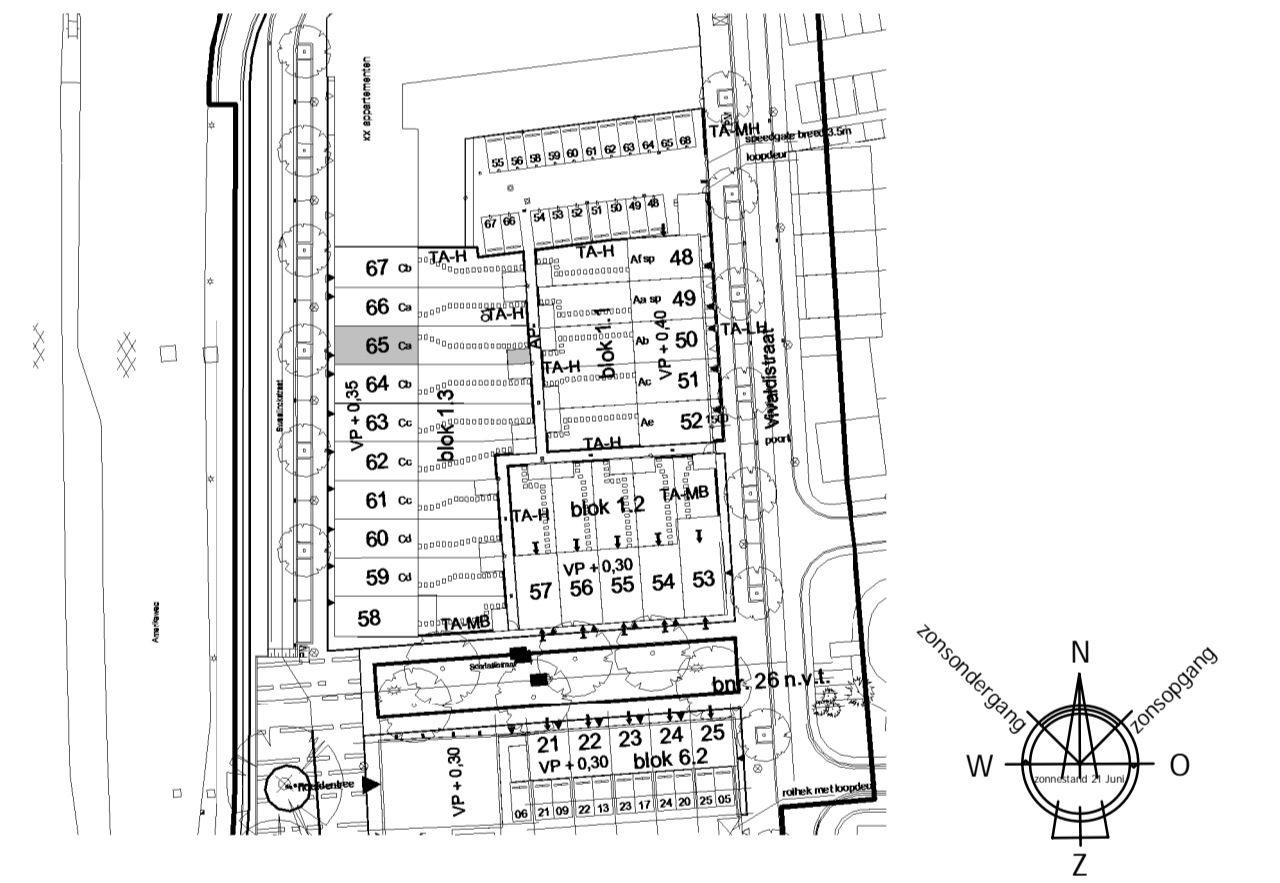 xx appartementen
TA-MH
speedgate breed 3.5m
loopdeur
55 56 58 59 60 61 62 63 64 65 68
67 66 54 53 52 51 50 49 48
67 Cb TA-H
66 Ca TA-H
65 Ca
64 Cb
63 Cc
62 Cc
61 Cc
60 Cd
59 Cd
58 TA-MB
VP + 0,35
blok 1.3
AP-
TA-H
Af sp 48
Aa sp 49
Ab 50
Ac 51
Ae 52
1500
blok 1.1
VP + 0,40
TA-H
TA-H
TA-LH
Vivaldistraat
poort
Sweelinckstraat
TA-H
blok 1.2
TA-MB
VP + 0,30
57 56 55 54 53
Scarlattistraat
bnr. 26 n.v.t.
21 22 23 24 25
VP + 0,30
blok 6.2
VP + 0,30
06 21 09 22 13 23 17 24 20 25 05
rolhek met loopdeur
zonsondergang
zonsopgang
N
W
O
zonnestand 21 Juni
Z